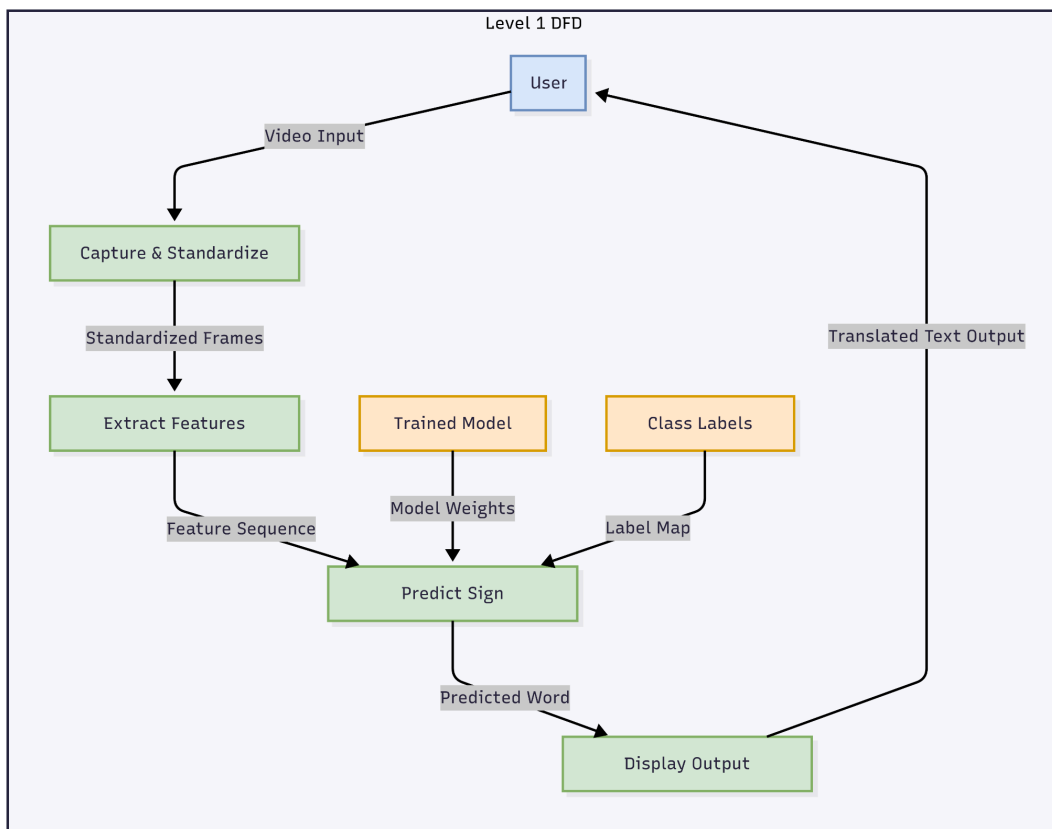 Level 1 DFD
User
Video Input
Capture & Standardize
Standardized Frames
Translated Text Output
Extract Features
Trained Model
Class Labels
Feature Sequence
Model Weights
Label Map
Predict Sign
Predicted Word
Display Output